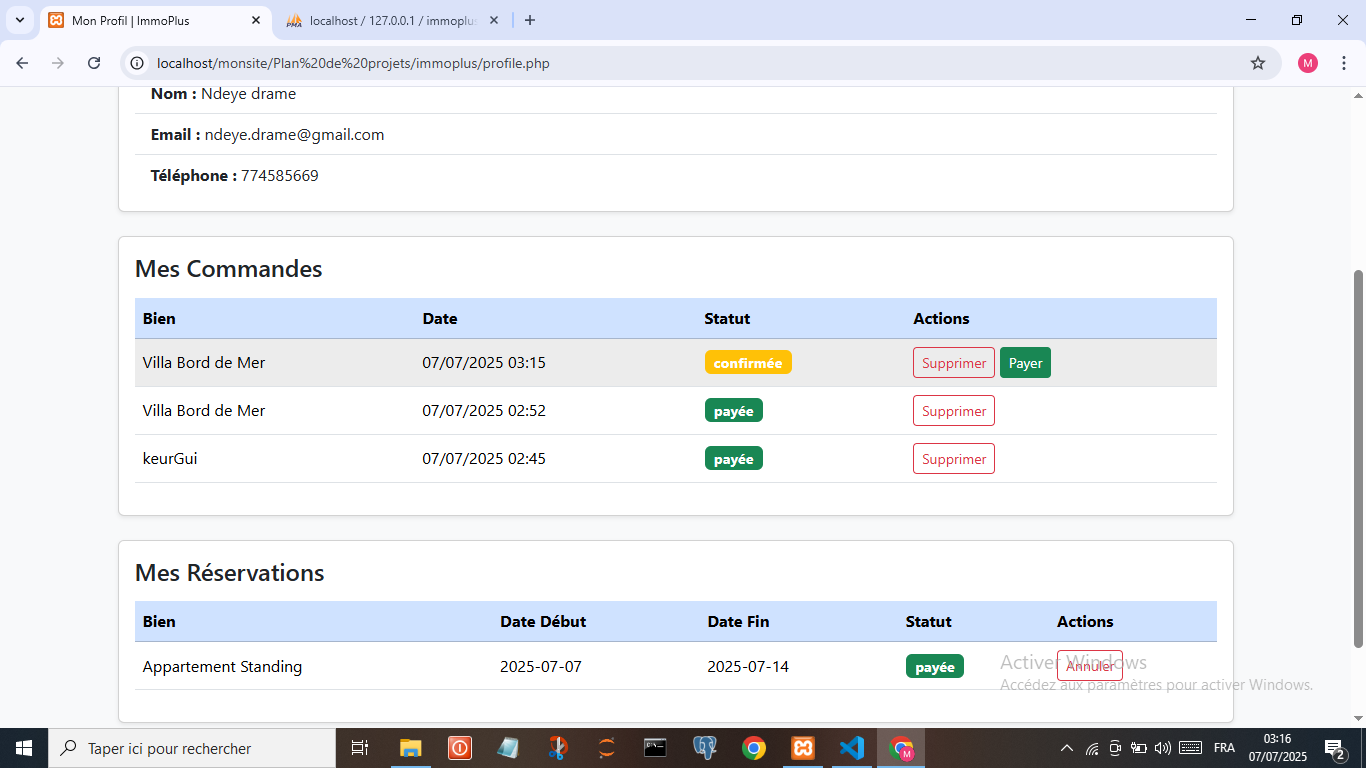 Mon Profil | ImmoPlus
localhost / 127.0.0.1 / immoplus
localhost/monsite/Plan%20de%20projets/immoplus/profile.php
M
Nom : Ndeye drame
Email : ndeye.drame@gmail.com
Téléphone : 774585669
Mes Commandes
Bien Date Statut Actions
Villa Bord de Mer 07/07/2025 03:15 confirmée Supprimer Payer
Villa Bord de Mer 07/07/2025 02:52 payée Supprimer
keurGui 07/07/2025 02:45 payée Supprimer
Mes Réservations
Bien Date Début Date Fin Statut Actions
Appartement Standing 2025-07-07 2025-07-14 payée Annuler
Activer Windows
Accédez aux paramètres pour activer Windows.
Taper ici pour rechercher
FRA
03:16
07/07/2025
2